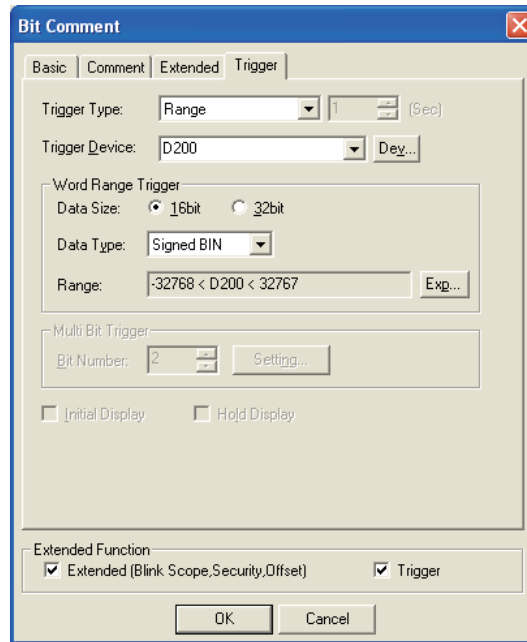 Bit Comment
Basic Comment Extended Trigger
Trigger Type: Range 1 (Sec)
Trigger Device: D200 Dev...
Word Range Trigger
Data Size: 16bit 32bit
Data Type: Signed BIN
Range: -32768 < D200 < 32767 Exp...
Multi Bit Trigger
Bit Number: 2 Setting...
Initial Display Hold Display
Extended Function
Extended (Blink Scope,Security,Offset) Trigger
OK Cancel